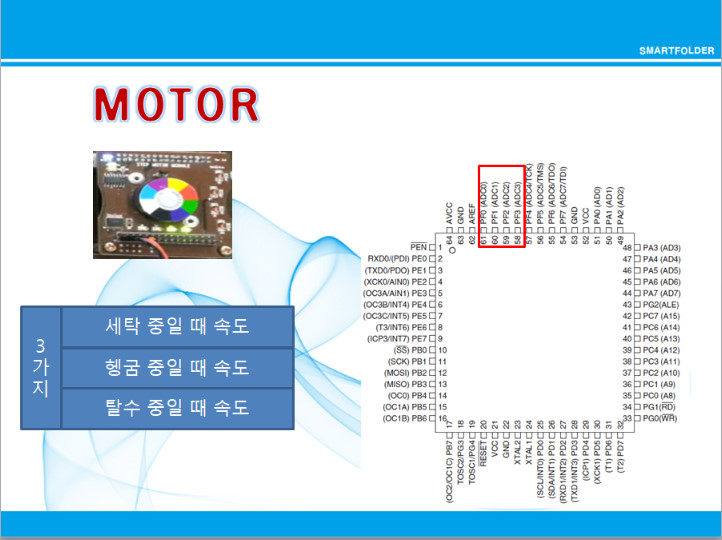 SMARTFOLDER
MOTOR
3
가
지
세탁 중일 때 속도
헹굼 중일 때 속도
탈수 중일 때 속도
64 AVCC
63 GND
62 AREF
61 PF0 (ADC0)
60 PF1 (ADC1)
59 PF2 (ADC2)
58 PF3 (ADC3)
57 PF4 (ADC4/TCK)
56 PF5 (ADC5/TMS)
55 PF6 (ADC6/TDO)
54 PF7 (ADC7/TDI)
53 GND
52 VCC
51 PA0 (AD0)
50 PA1 (AD1)
49 PA2 (AD2)
PEN 1
RXD0/(PDI) PE0 2
(TXD0/PDO) PE1 3
(XCK0/AIN0) PE2 4
(OC3A/AIN1) PE3 5
(OC3B/INT4) PE4 6
(OC3C/INT5) PE5 7
(T3/INT6) PE6 8
(ICP3/INT7) PE7 9
(SS) PB0 10
(SCK) PB1 11
(MOSI) PB2 12
(MISO) PB3 13
(OC0) PB4 14
(OC1A) PB5 15
(OC1B) PB6 16
48 PA3 (AD3)
47 PA4 (AD4)
46 PA5 (AD5)
45 PA6 (AD6)
44 PA7 (AD7)
43 PG2(ALE)
42 PC7 (A15)
41 PC6 (A14)
40 PC5 (A13)
39 PC4 (A12)
38 PC3 (A11)
37 PC2 (A10)
36 PC1 (A9)
35 PC0 (A8)
34 PG1(RD)
33 PG0(WR)
(OC2/OC1C) PB7 17
TOSC2/PG3 18
TOSC1/PG4 19
RESET 20
VCC 21
GND 22
XTAL2 23
XTAL1 24
(SCL/INT0) PD0 25
(SDA/INT1) PD1 26
(RXD1/INT2) PD2 27
(TXD1/INT3) PD3 28
(ICP1) PD4 29
(XCK1) PD5 30
(T1) PD6 31
(T2) PD7 32